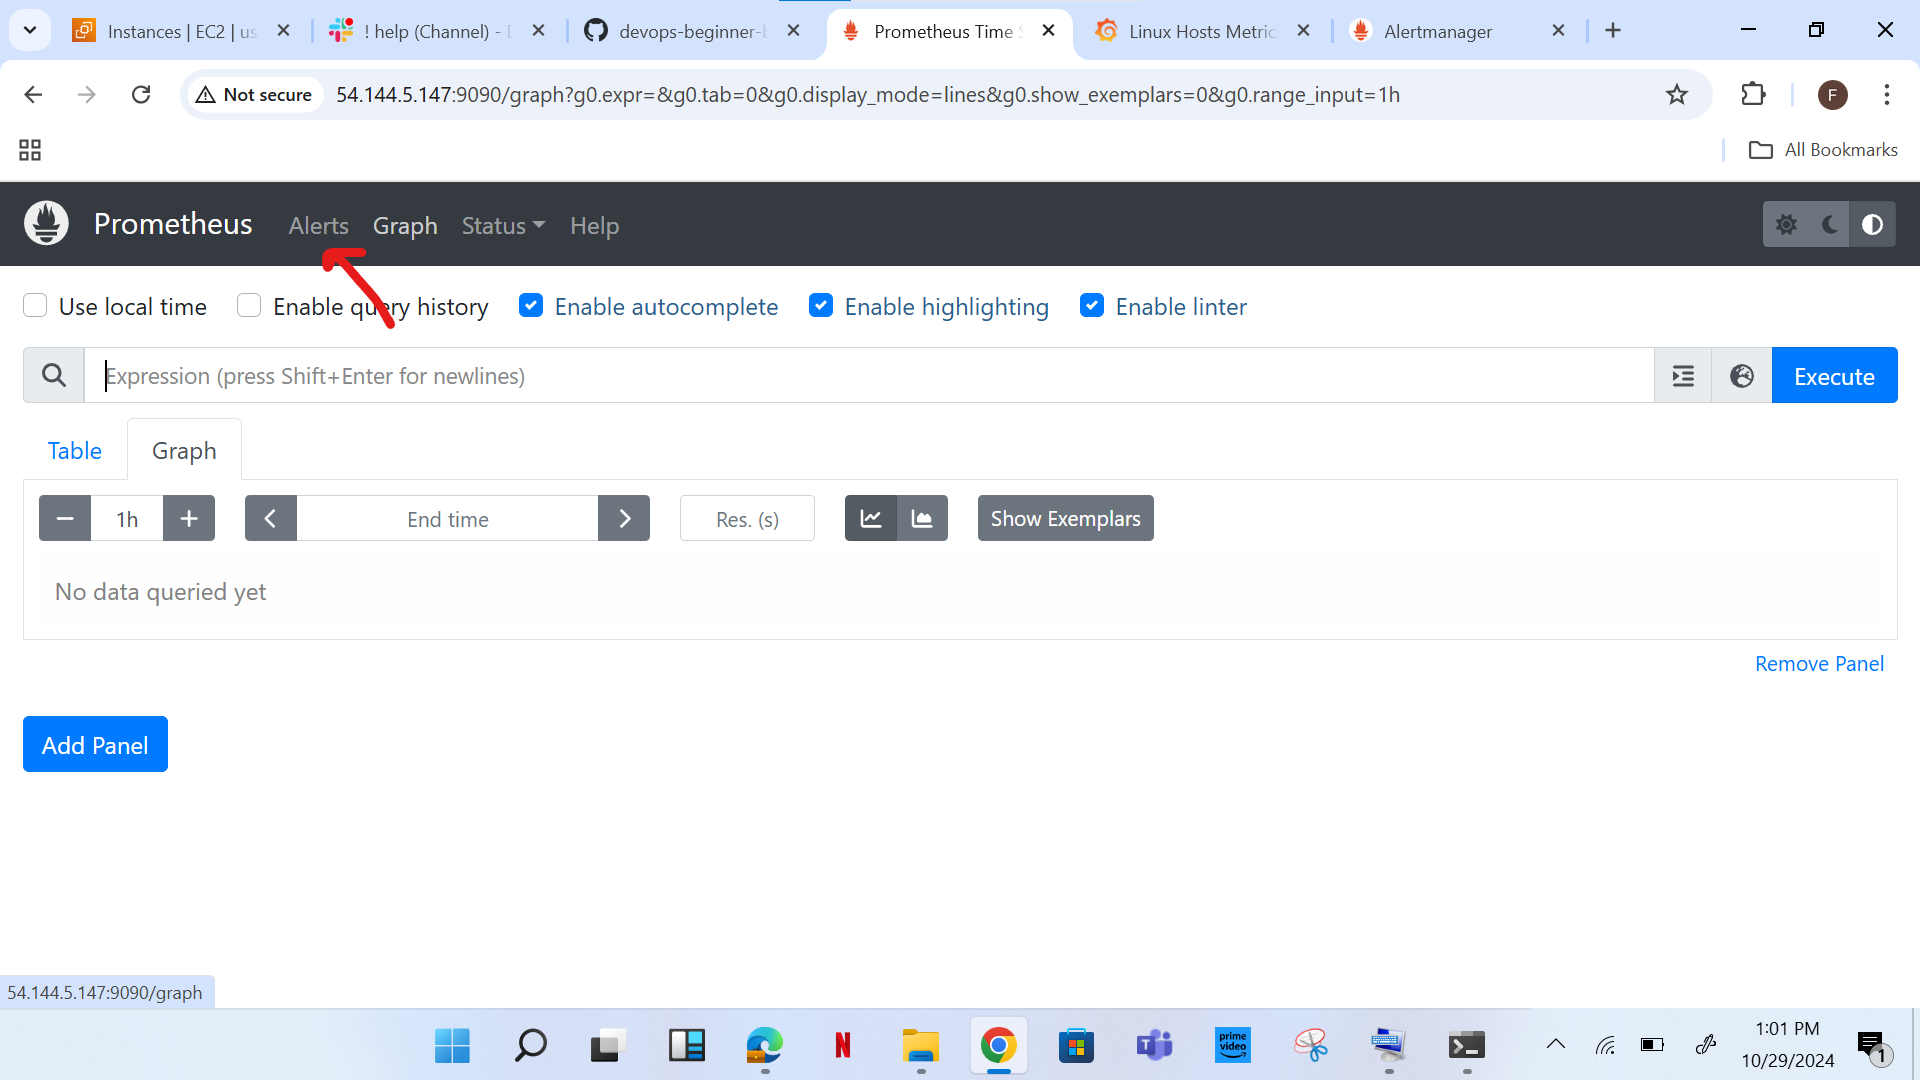 Instances | EC2 | us
! help (Channel) - D
devops-beginner-b
Prometheus Time S
Linux Hosts Metric
Alertmanager
Not secure
54.144.5.147:9090/graph?g0.expr=&g0.tab=0&g0.display_mode=lines&g0.show_exemplars=0&g0.range_input=1h
F
All Bookmarks
Prometheus
Alerts
Graph
Status
Help
Use local time
Enable query history
Enable autocomplete
Enable highlighting
Enable linter
Expression (press Shift+Enter for newlines)
Execute
Table
Graph
1h
End time
Res. (s)
Show Exemplars
No data queried yet
Remove Panel
Add Panel
54.144.5.147:9090/graph
N
prime
video
1:01 PM
10/29/2024
1